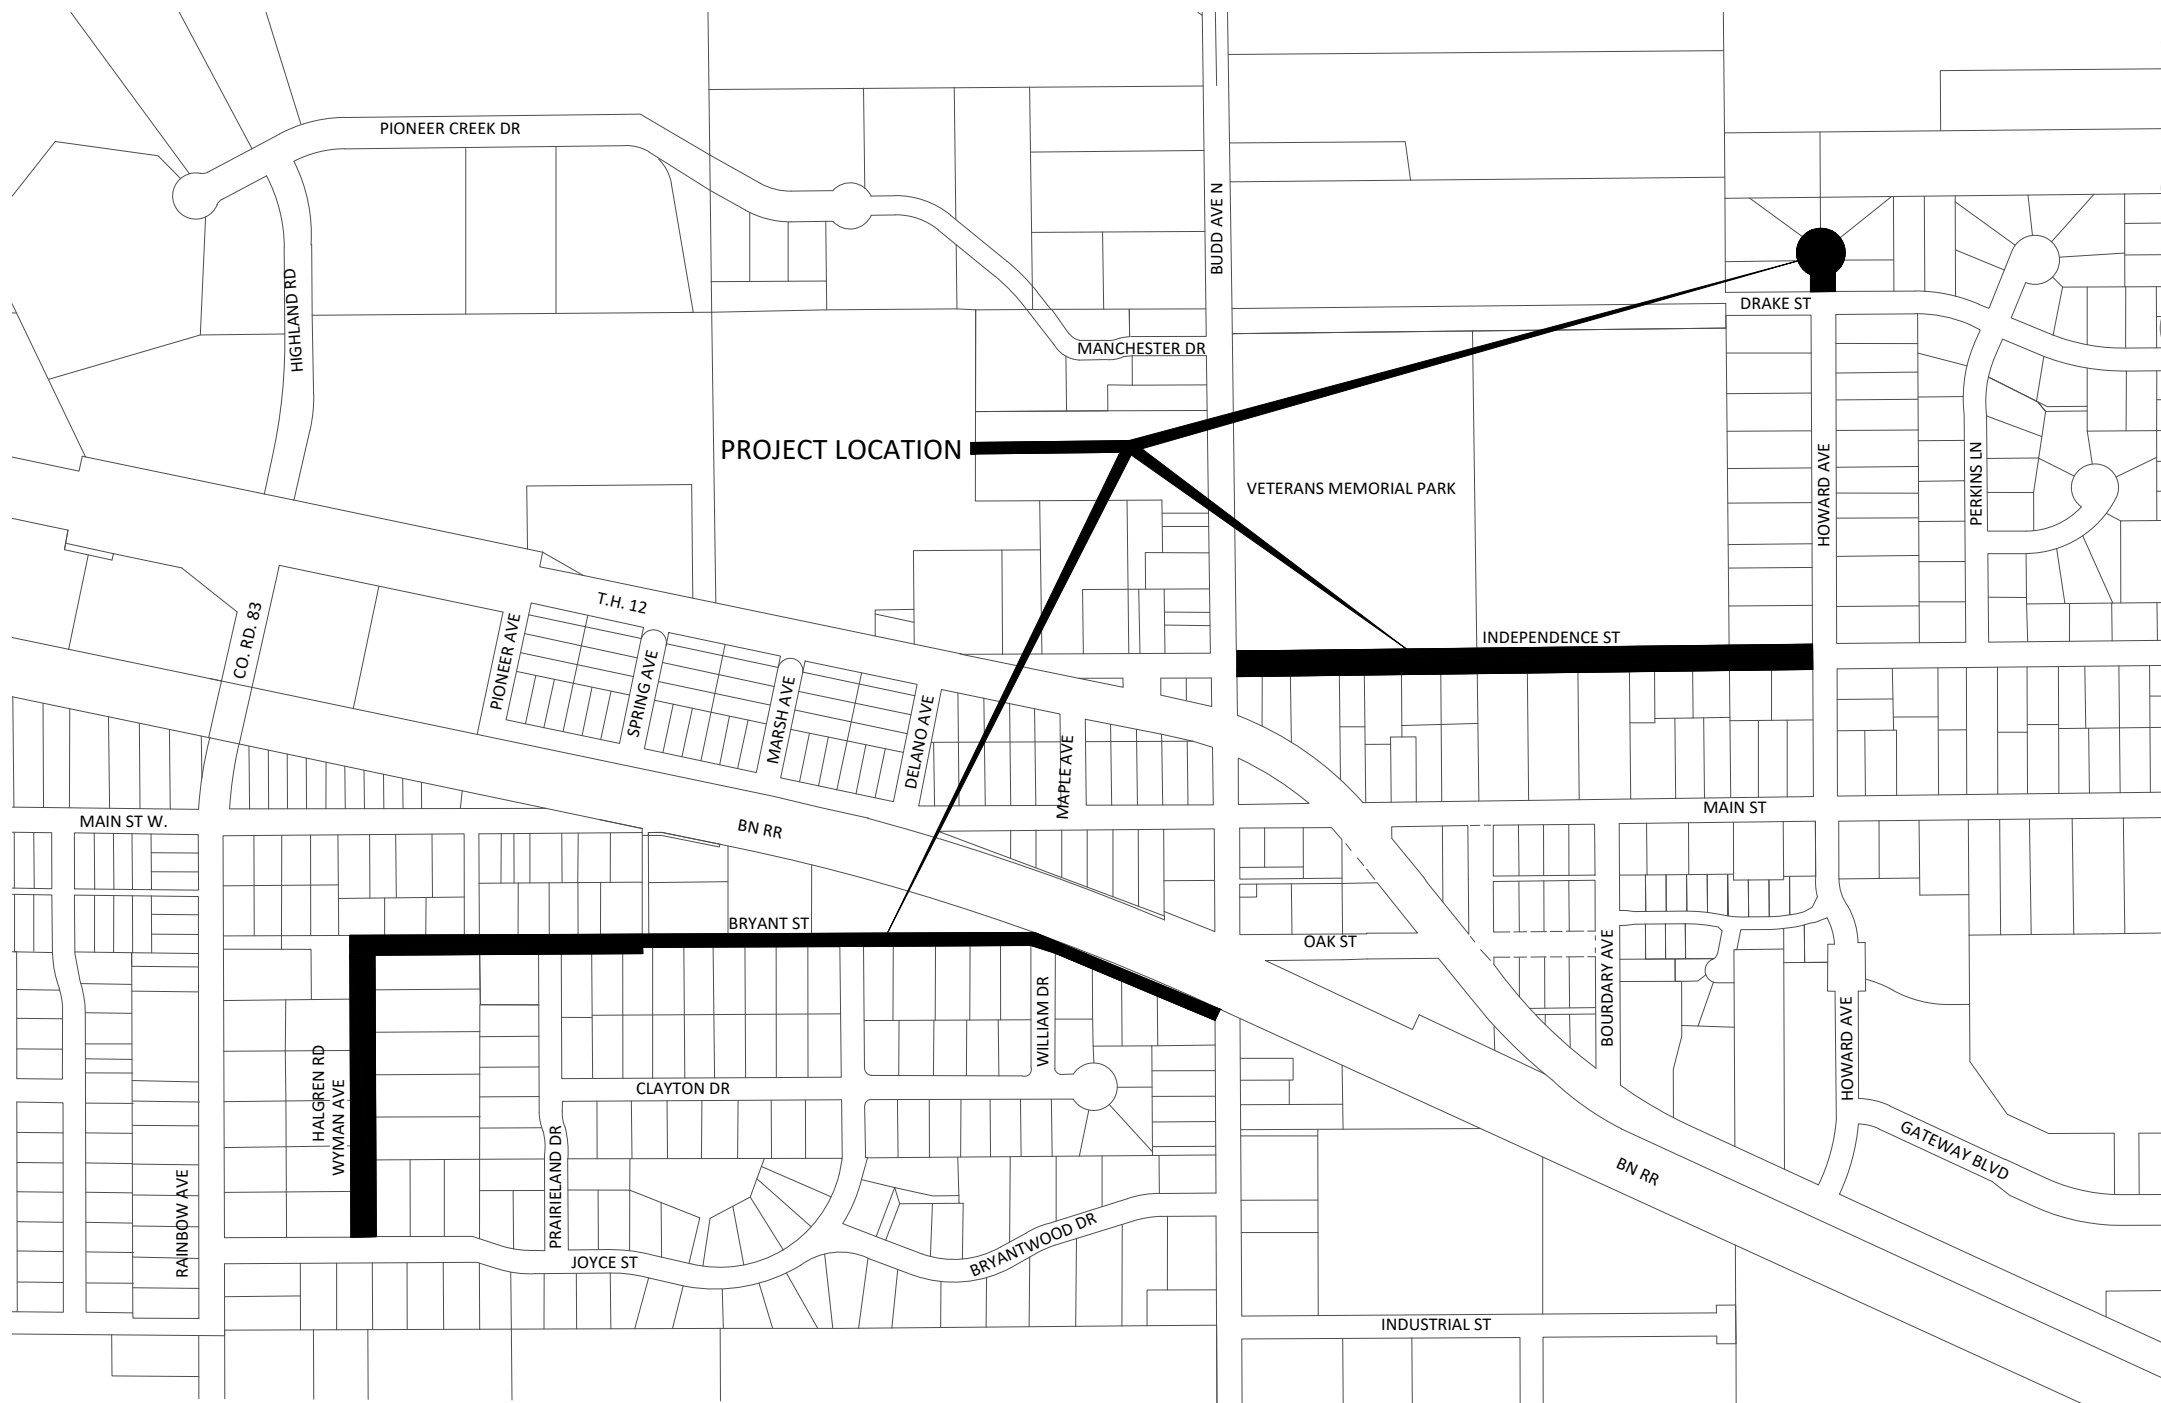 PIONEER CREEK DR
BUDD AVE N
HIGHLAND RD
DRAKE ST
MANCHESTER DR
PROJECT LOCATION
VETERANS MEMORIAL PARK
HOWARD AVE
PERKINS LN
T.H. 12
CO. RD. 83
PIONEER AVE
SPRING AVE
MARSH AVE
DELANO AVE
MAPLE AVE
INDEPENDENCE ST
MAIN ST W.
BN RR
MAIN ST
BRYANT ST
OAK ST
BOURDARY AVE
WILLIAM DR
HALGREN RD
WYMAN AVE
CLAYTON DR
HOWARD AVE
RAINBOW AVE
PRAIRIELAND DR
GATEWAY BLVD
BN RR
JOYCE ST
BRYANTWOOD DR
INDUSTRIAL ST